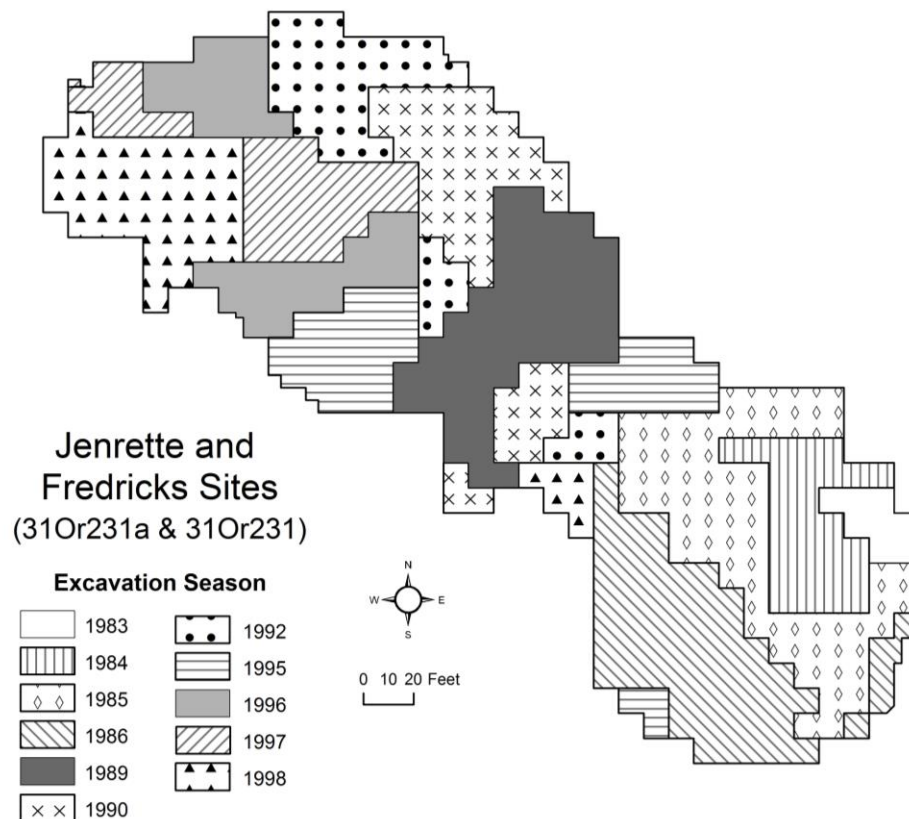 Jenrette and
Fredricks Sites
(31Or231a & 31Or231)
Excavation Season
1983
1984
1985
1986
1989
1990
1992
1995
1996
1997
1998
N
W E
S
0 10 20 Feet